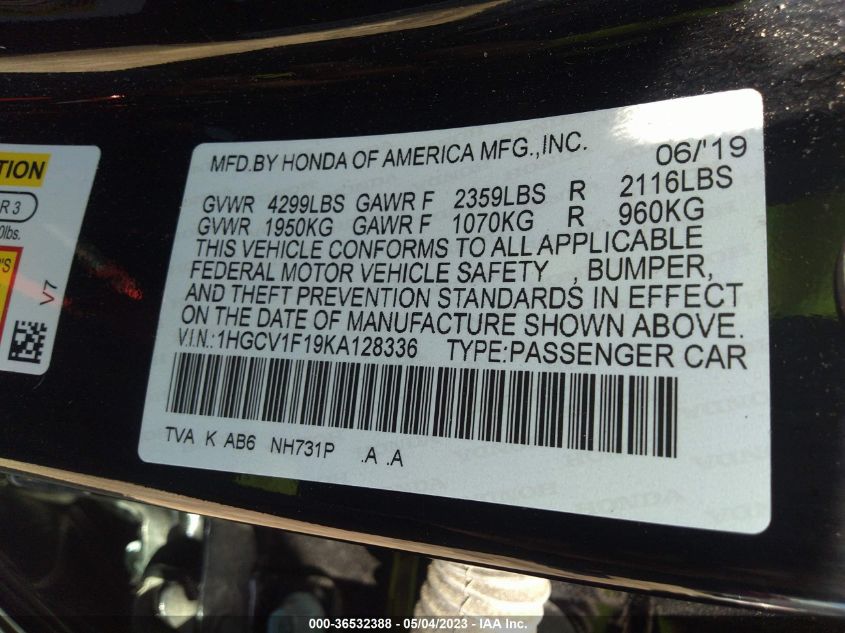 TION
R 3
0lbs.
'S
V7
MFD.BY HONDA OF AMERICA MFG.,INC. 06/'19
GVWR 4299LBS GAWR F 2359LBS R 2116LBS
GVWR 1950KG GAWR F 1070KG R 960KG
THIS VEHICLE CONFORMS TO ALL APPLICABLE
FEDERAL MOTOR VEHICLE SAFETY , BUMPER,
AND THEFT PREVENTION STANDARDS IN EFFECT
ON THE DATE OF MANUFACTURE SHOWN ABOVE.
V.I.N.:1HGCV1F19KA128336 TYPE:PASSENGER CAR
TVA K AB6 NH731P .A .A
000-36532388 - 05/04/2023 - IAA Inc.